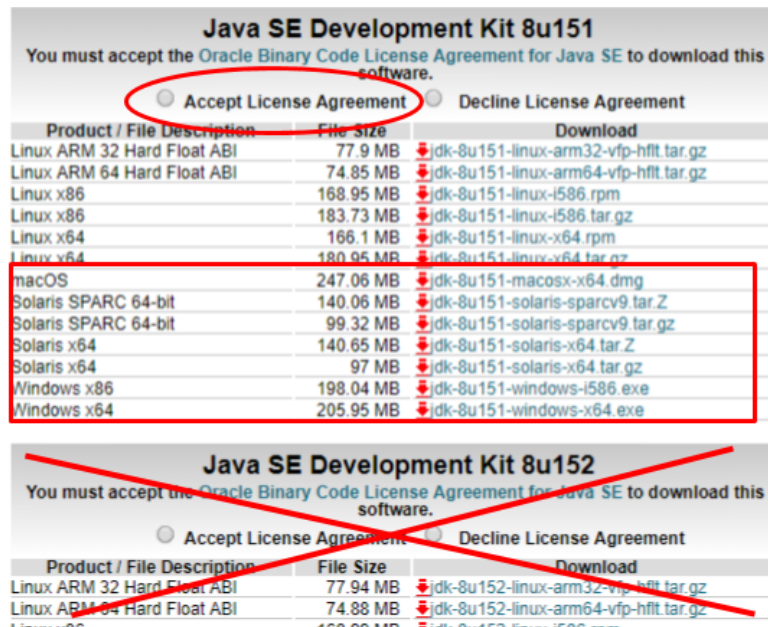 Java SE Development Kit 8u151
You must accept the Oracle Binary Code License Agreement for Java SE to download this
software.
Accept License Agreement Decline License Agreement
Product / File Description File Size Download
Linux ARM 32 Hard Float ABI 77.9 MB jdk-8u151-linux-arm32-vfp-hflt.tar.gz
Linux ARM 64 Hard Float ABI 74.85 MB jdk-8u151-linux-arm64-vfp-hflt.tar.gz
Linux x86 168.95 MB jdk-8u151-linux-i586.rpm
Linux x86 183.73 MB jdk-8u151-linux-i586.tar.gz
Linux x64 166.1 MB jdk-8u151-linux-x64.rpm
Linux x64 180.95 MB jdk-8u151-linux-x64.tar.gz
macOS 247.06 MB jdk-8u151-macosx-x64.dmg
Solaris SPARC 64-bit 140.06 MB jdk-8u151-solaris-sparcv9.tar.Z
Solaris SPARC 64-bit 99.32 MB jdk-8u151-solaris-sparcv9.tar.gz
Solaris x64 140.65 MB jdk-8u151-solaris-x64.tar.Z
Solaris x64 97 MB jdk-8u151-solaris-x64.tar.gz
Windows x86 198.04 MB jdk-8u151-windows-i586.exe
Windows x64 205.95 MB jdk-8u151-windows-x64.exe
Java SE Development Kit 8u152
You must accept the Oracle Binary Code License Agreement for Java SE to download this
software.
Accept License Agreement Decline License Agreement
Product / File Description File Size Download
Linux ARM 32 Hard Float ABI 77.94 MB jdk-8u152-linux-arm32-vfp-hflt.tar.gz
Linux ARM 64 Hard Float ABI 74.88 MB jdk-8u152-linux-arm64-vfp-hflt.tar.gz